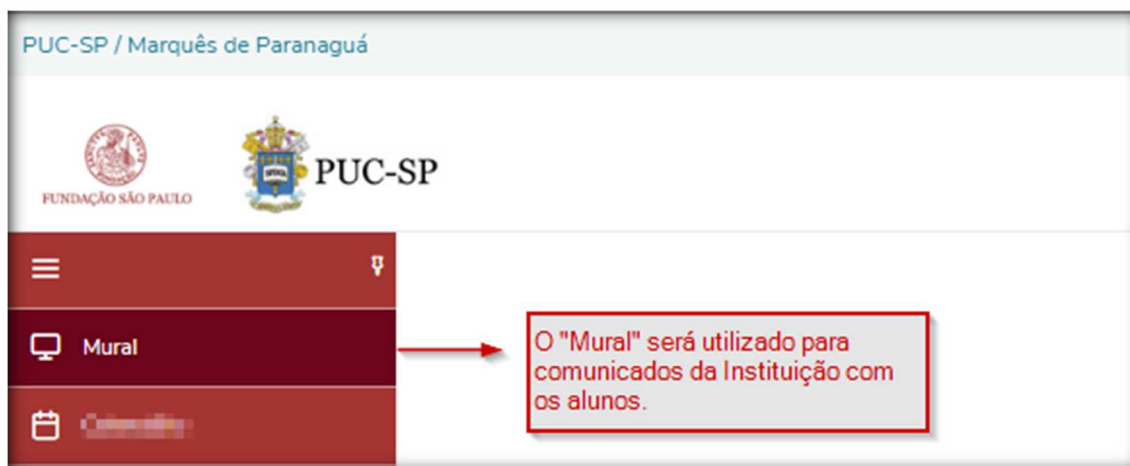 PUC-SP / Marquês de Paranaguá
FUNDAÇÃO SÃO PAULO
PUC-SP
Mural
O "Mural" será utilizado para
comunicados da Instituição com
os alunos.